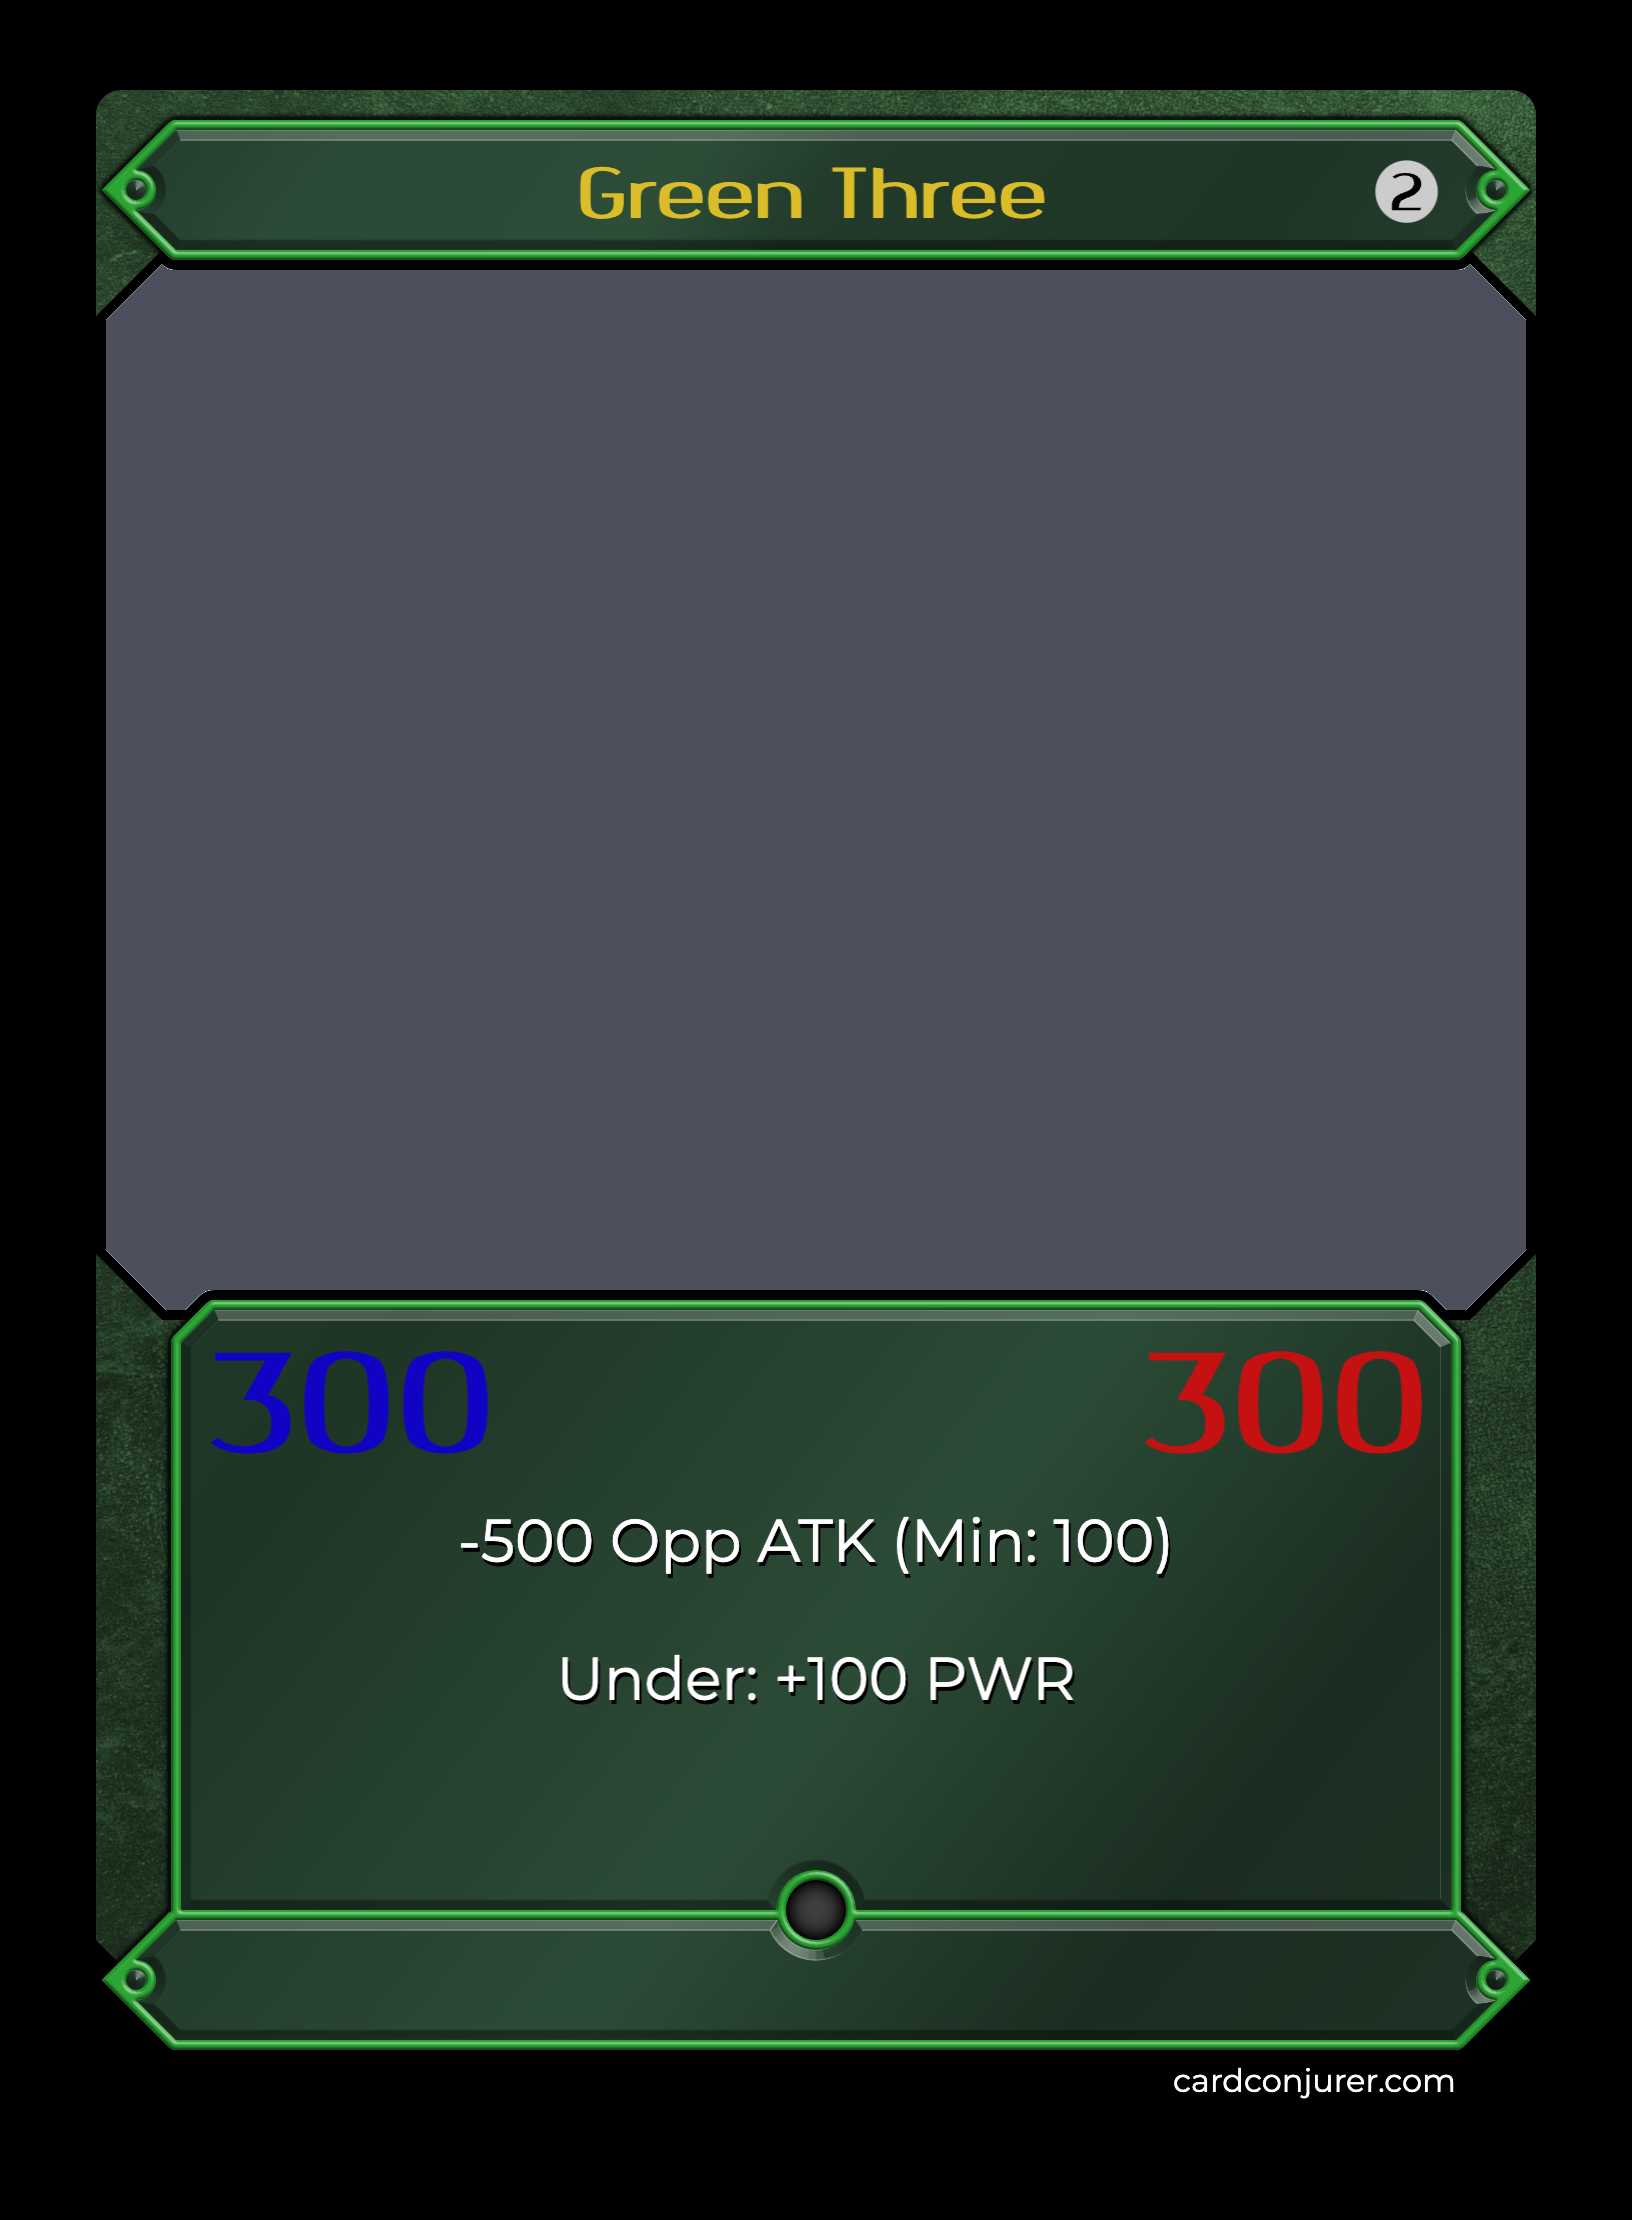 Green Three 2
300 300
-500 Opp ATK (Min: 100)
Under: +100 PWR
cardconjurer.com